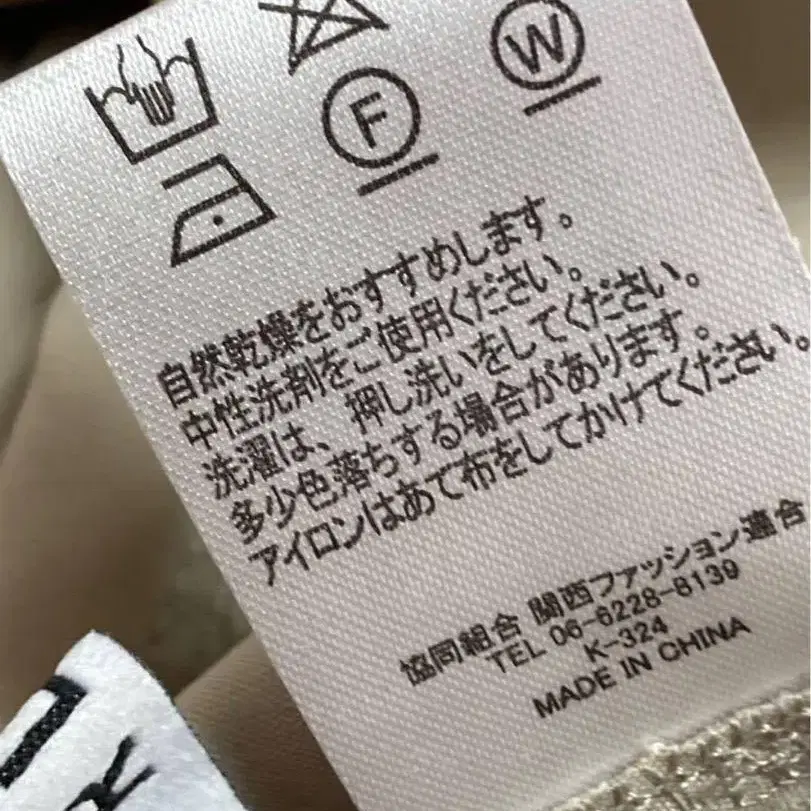 W
F
自然乾燥をおすすめします。
中性洗剤をご使用ください。
洗濯は、押し洗いをしてください。
多少色落ちする場合があります。
アイロンはあて布をしてかけてください。
協同組合 関西ファッション連合
TEL 06-6228-8139
K-324
MADE IN CHINA